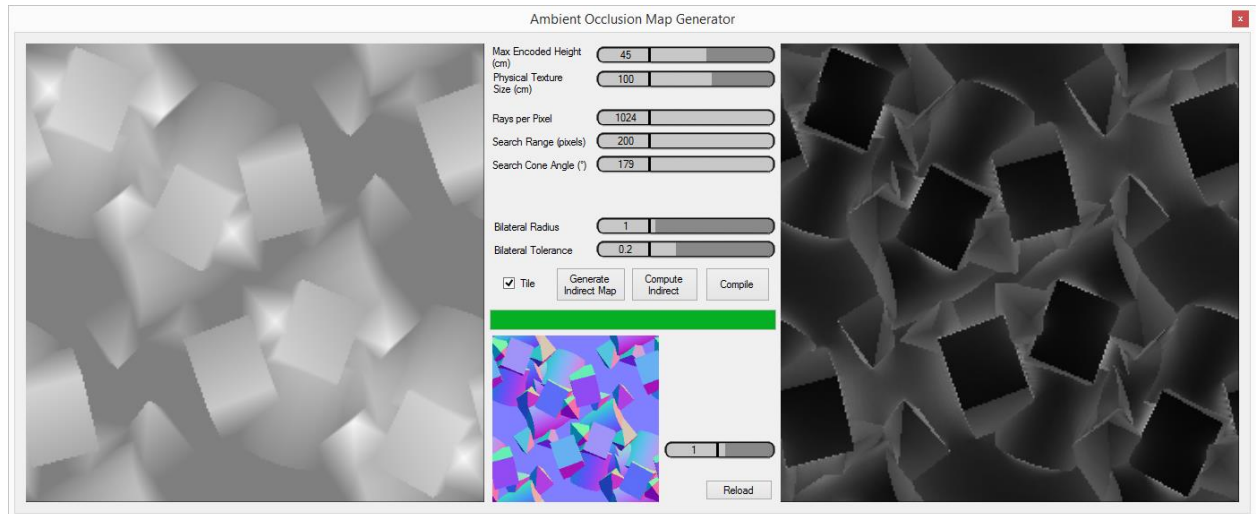 Ambient Occlusion Map Generator
x
Max Encoded Height
(cm)
45
Physical Texture
Size (cm)
100
Rays per Pixel
1024
Search Range (pixels)
200
Search Cone Angle (°)
179
Bilateral Radius
1
Bilateral Tolerance
0.2
Tile
Generate
Indirect Map
Compute
Indirect
Compile
1
Reload